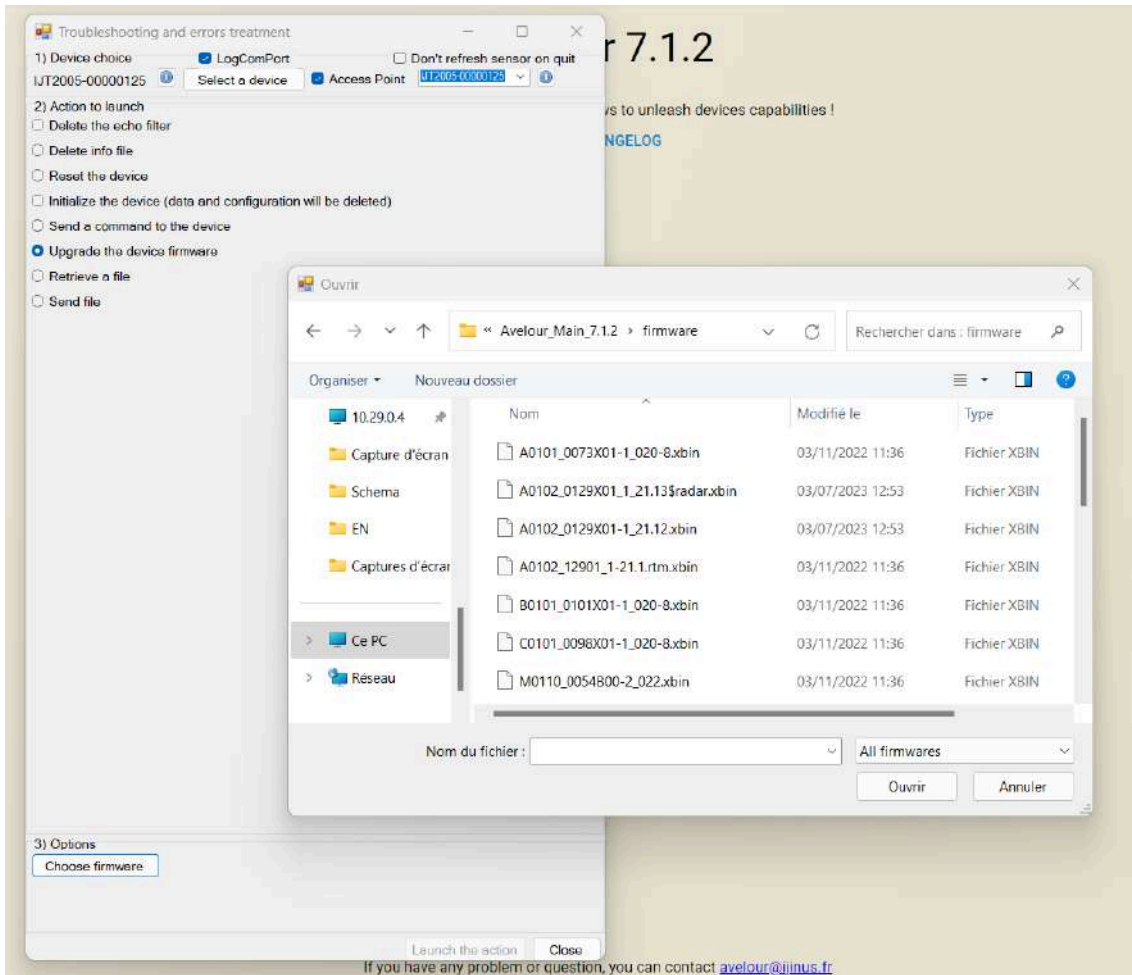 Troubleshooting and errors treatment
r 7.1.2
1) Device choice
LogComPort
Don't refresh sensor on quit
IJT2005-00000125
Select a device
Access Point
IJT2005-00000125
ws to unleash devices capabilities !
NGELOG
2) Action to launch
Delete the echo filter
Delete info file
Reset the device
Initialize the device (data and configuration will be deleted)
Send a command to the device
Upgrade the device firmware
Retrieve a file
Send file
Ouvrir
« Avelour_Main_7.1.2 > firmware
Rechercher dans : firmware
Organiser
Nouveau dossier
10.29.0.4
Capture d'écran
Schema
EN
Captures d'écrar
Ce PC
Réseau
Nom Modifié le Type
A0101_0073X01-1_020-8.xbin 03/11/2022 11:36 Fichier XBIN
A0102_0129X01_1_21.13$radar.xbin 03/07/2023 12:53 Fichier XBIN
A0102_0129X01-1_21.12.xbin 03/07/2023 12:53 Fichier XBIN
A0102_12901_1-21.1.rtm.xbin 03/11/2022 11:36 Fichier XBIN
B0101_0101X01-1_020-8.xbin 03/11/2022 11:36 Fichier XBIN
C0101_0098X01-1_020-8.xbin 03/11/2022 11:36 Fichier XBIN
M0110_0054B00-2_022.xbin 03/11/2022 11:36 Fichier XBIN
Nom du fichier :
All firmwares
Ouvrir
Annuler
3) Options
Choose firmware
Launch the action
Close
If you have any problem or question, you can contact avelour@ijinus.fr